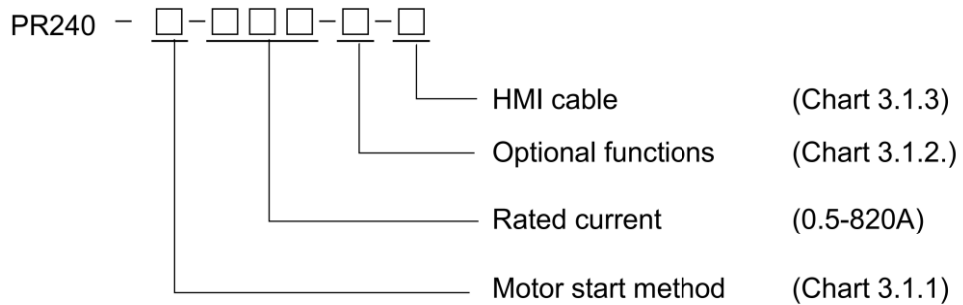 PR240 - □-□□□-□-□
HMI cable (Chart 3.1.3)
Optional functions (Chart 3.1.2.)
Rated current (0.5-820A)
Motor start method (Chart 3.1.1)